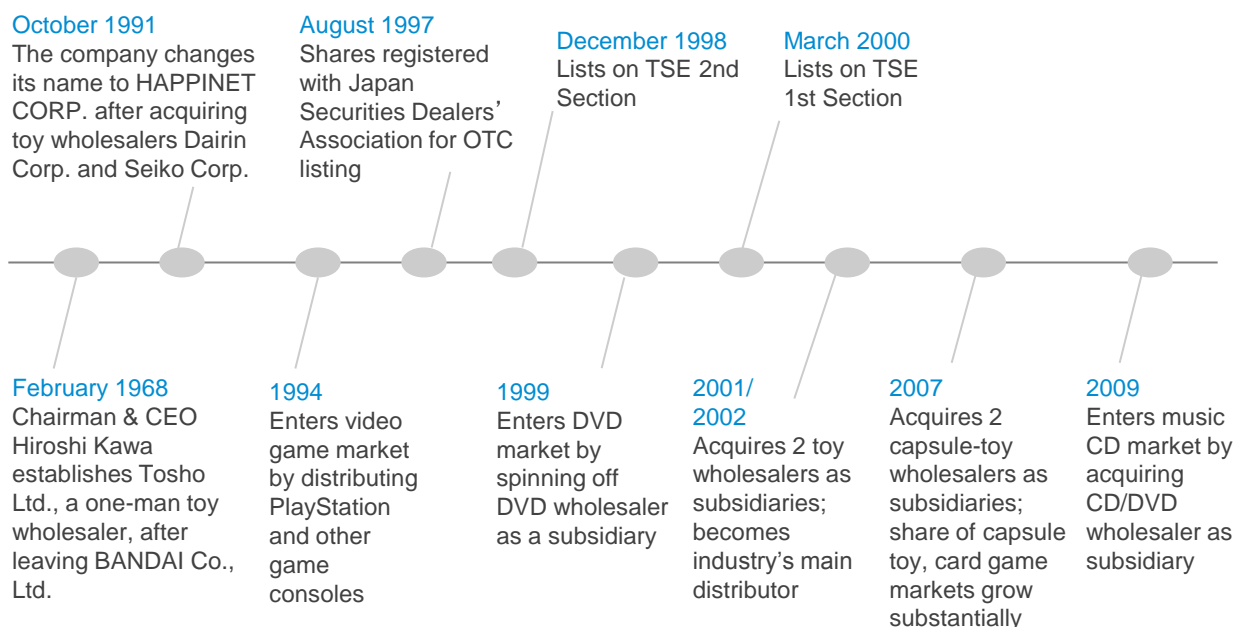 October 1991
The company changes
its name to HAPPINET
CORP. after acquiring
toy wholesalers Dairin
Corp. and Seiko Corp.
August 1997
Shares registered
with Japan
Securities Dealers’
Association for OTC
listing
December 1998
Lists on TSE 2nd
Section
March 2000
Lists on TSE
1st Section
February 1968
Chairman & CEO
Hiroshi Kawa
establishes Tosho
Ltd., a one-man toy
wholesaler, after
leaving BANDAI Co.,
Ltd.
1994
Enters video
game market
by distributing
PlayStation
and other
game
consoles
1999
Enters DVD
market by
spinning off
DVD wholesaler
as a subsidiary
2001/
2002
Acquires 2 toy
wholesalers as
subsidiaries;
becomes
industry’s main
distributor
2007
Acquires 2
capsule-toy
wholesalers as
subsidiaries;
share of capsule
toy, card game
markets grow
substantially
2009
Enters music
CD market by
acquiring
CD/DVD
wholesaler as
subsidiary